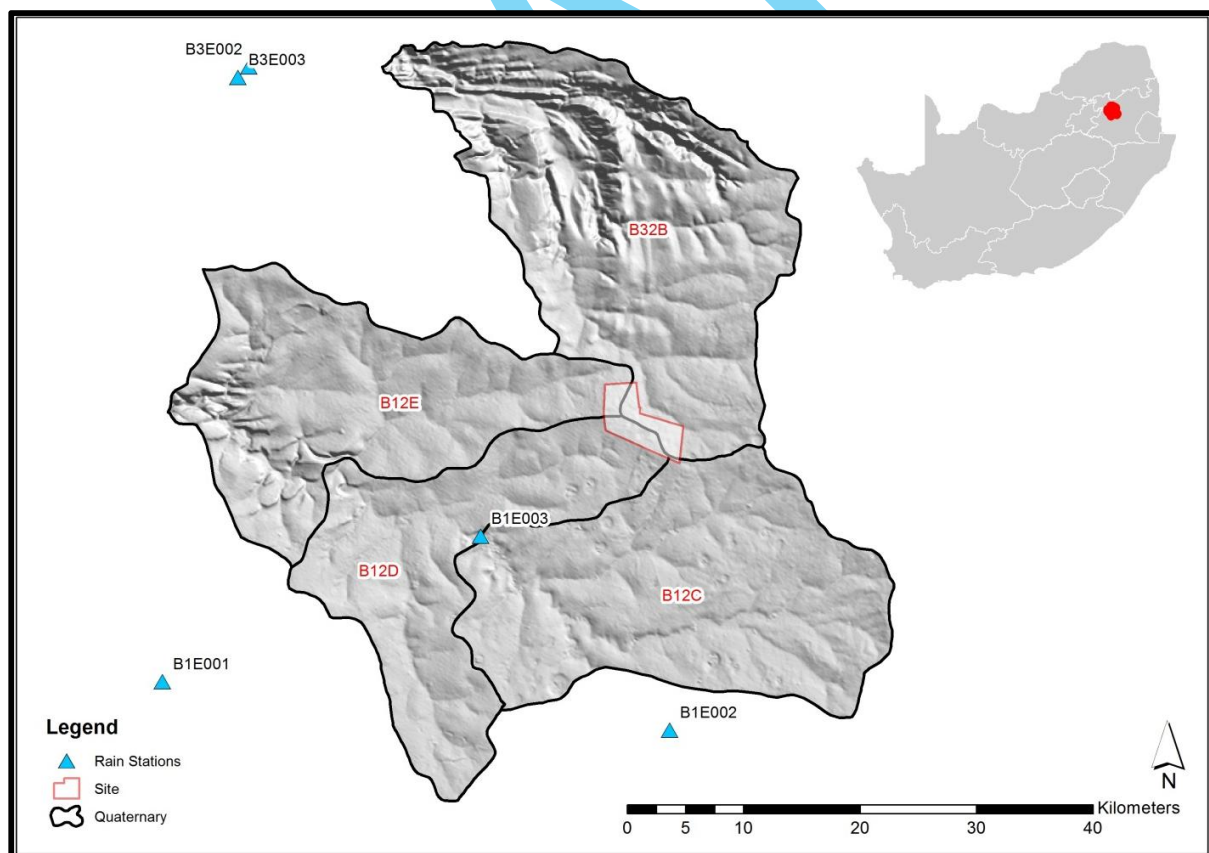 B3E002
B3E003
B32B
B12E
B1E003
B12D
B12C
B1E001
B1E002
Legend
Rain Stations
Site
Quaternary
N
Kilometers
0 5 10 20 30 40